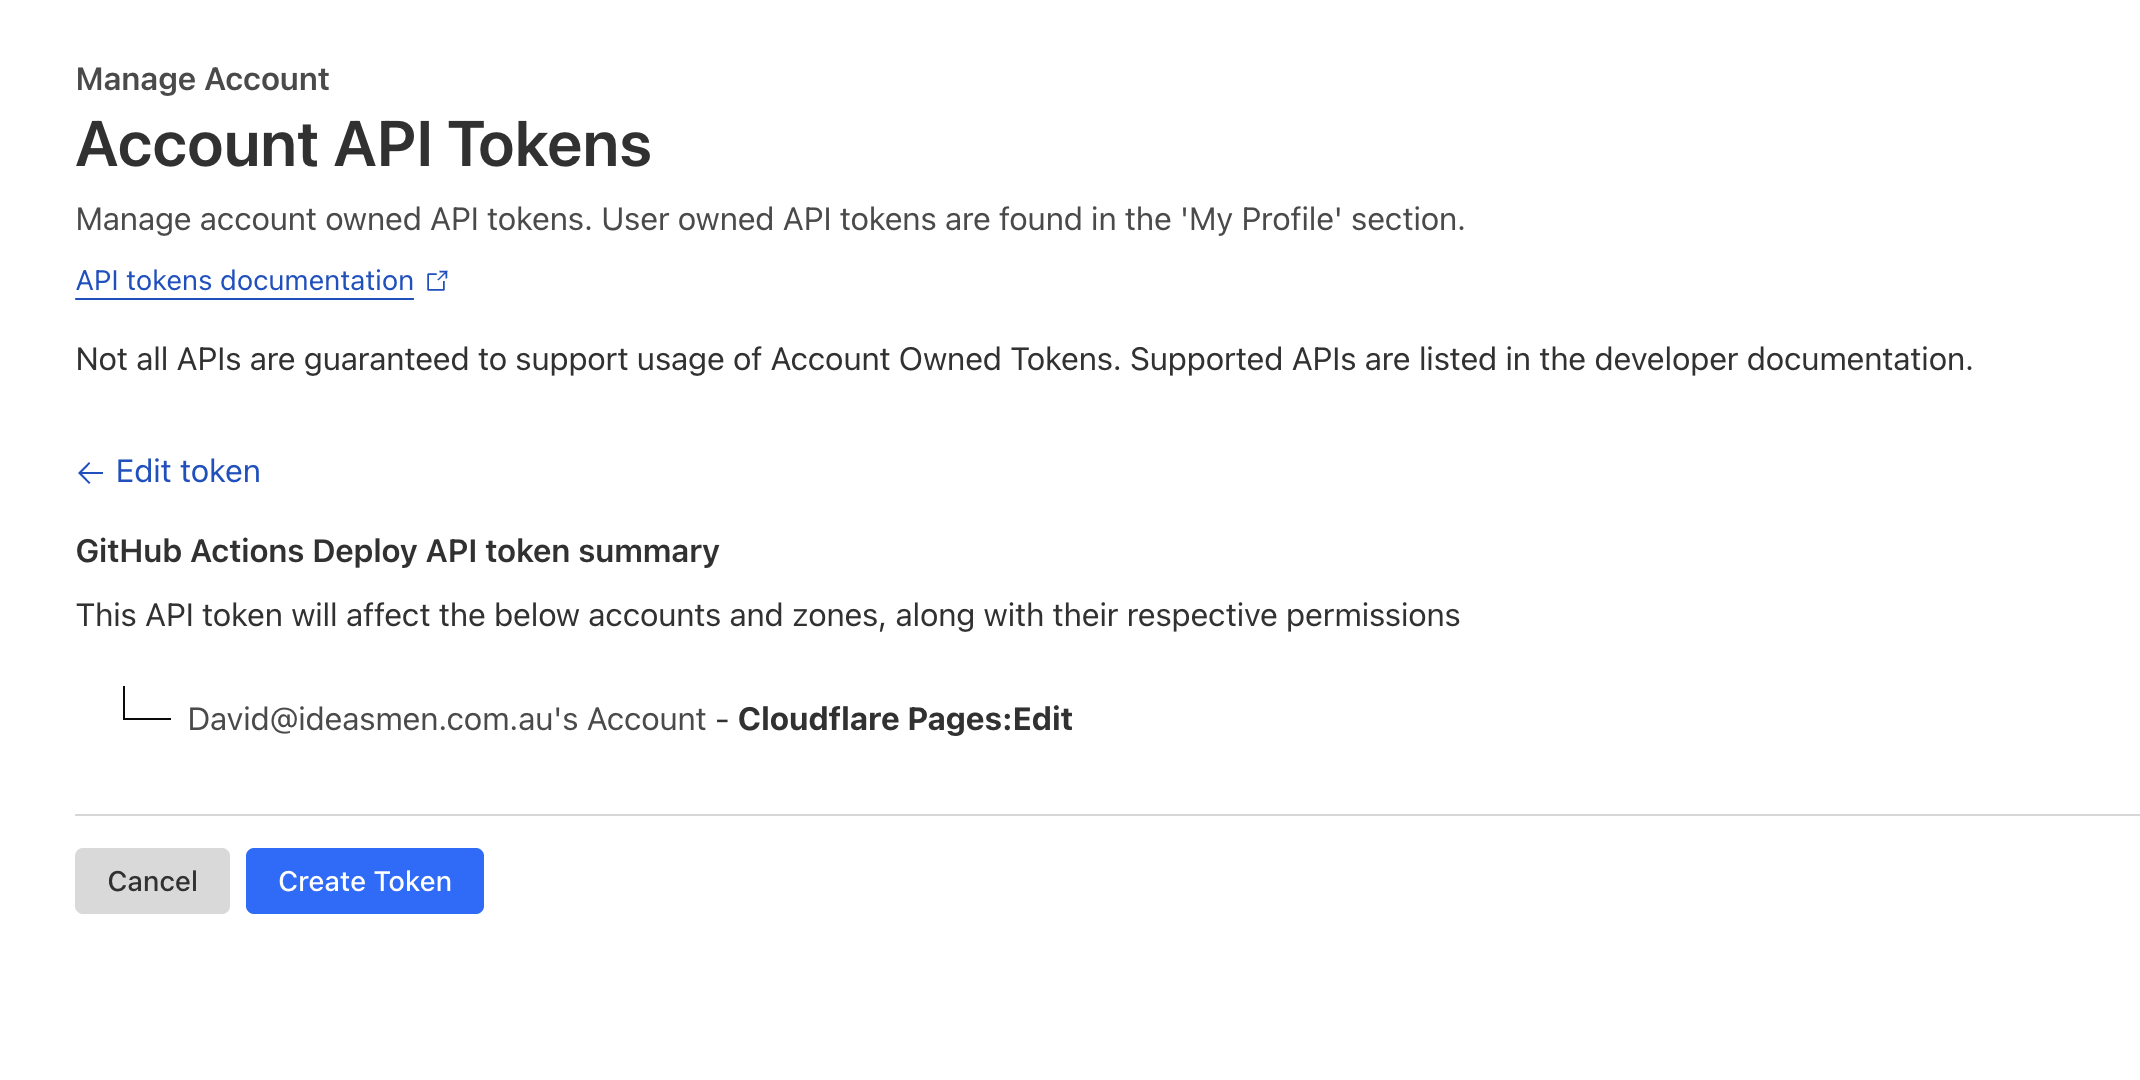 Manage Account
Account API Tokens
Manage account owned API tokens. User owned API tokens are found in the 'My Profile' section.
API tokens documentation
Not all APIs are guaranteed to support usage of Account Owned Tokens. Supported APIs are listed in the developer documentation.
← Edit token
GitHub Actions Deploy API token summary
This API token will affect the below accounts and zones, along with their respective permissions
David@ideasmen.com.au's Account - Cloudflare Pages:Edit
Cancel
Create Token